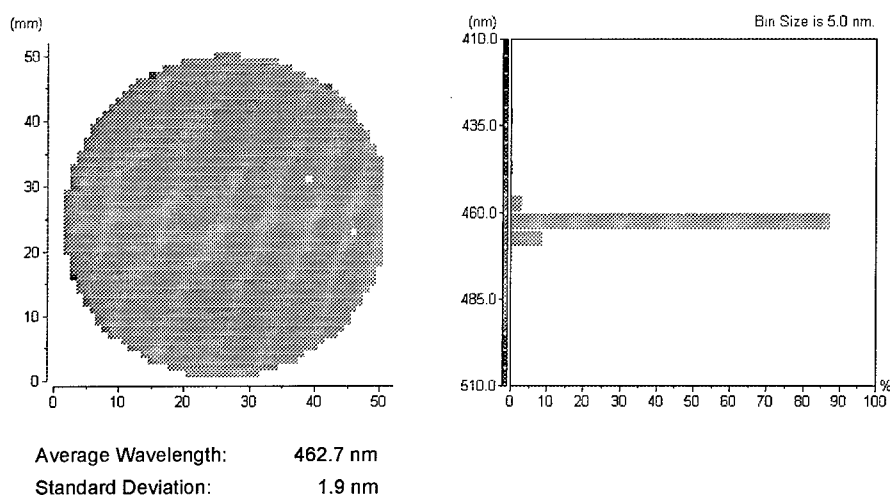 (mm)
50
40
30
20
10
0
0 10 20 30 40 50
(nm) Bin Size is 5.0 nm.
410.0
435.0
460.0
485.0
510.0
0 10 20 30 40 50 60 70 80 90 100 %
Average Wavelength: 462.7 nm
Standard Deviation: 1.9 nm